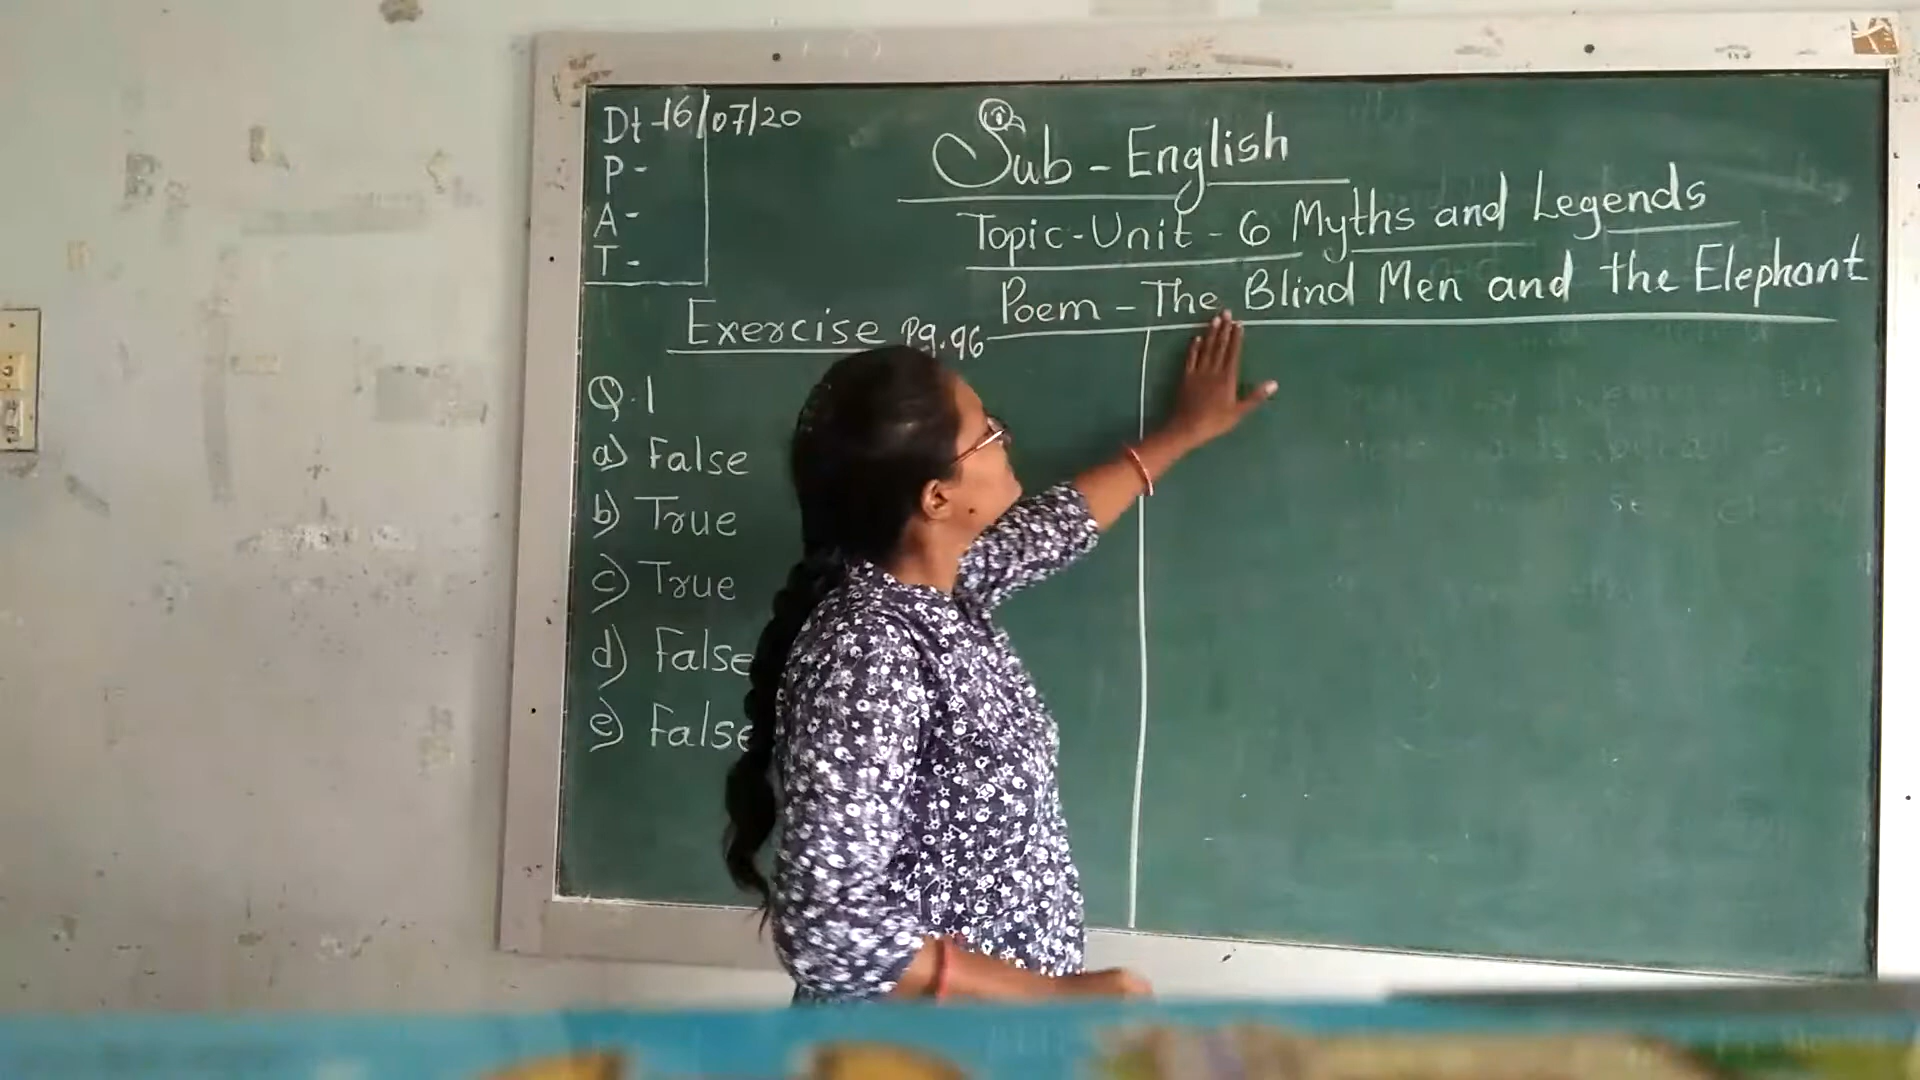 Dt-16/07/20
P-
A-
T-
Sub - English
Topic-Unit-6 Myths and Legends
Poem - The Blind Men and the Elephant
Exercise Pg.96
Q.1
a) False
b) True
c) True
d) False
e) False